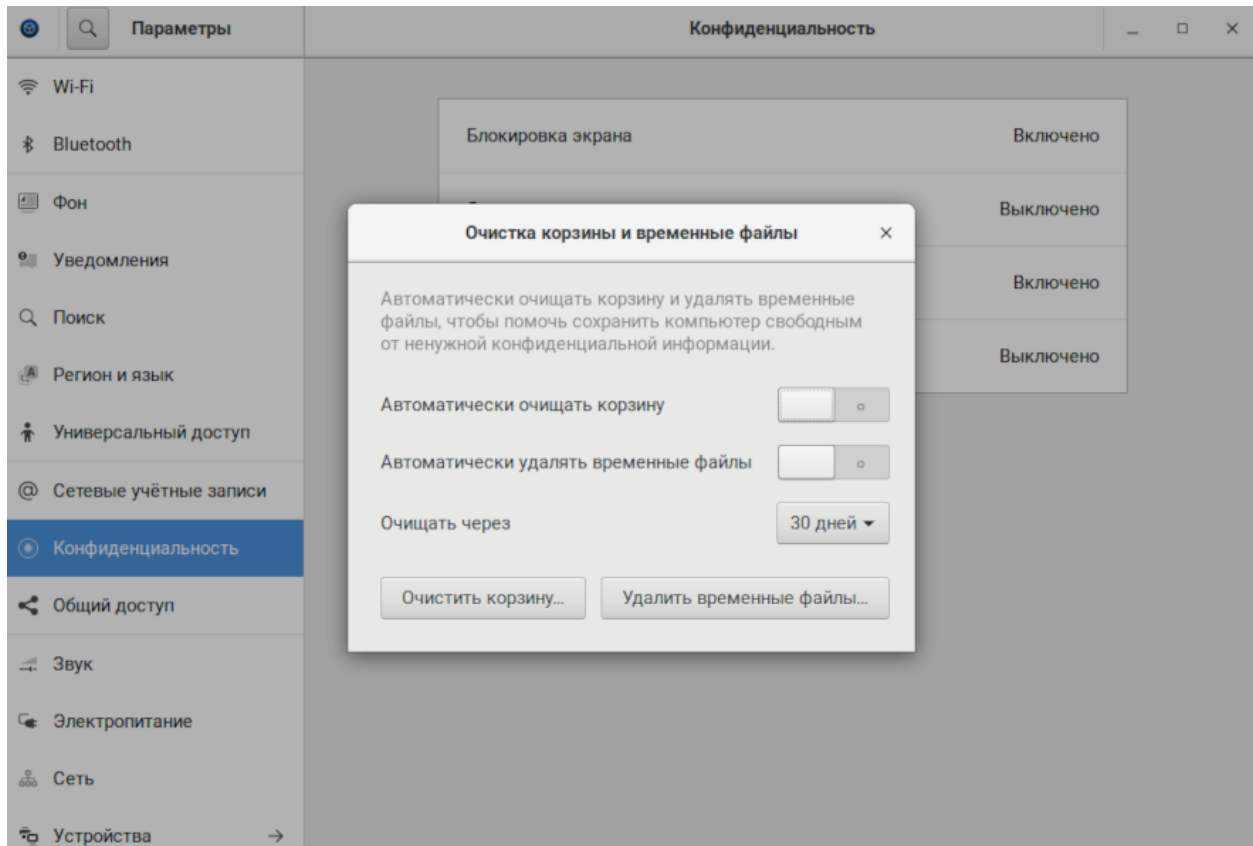 Параметры
Конфиденциальность
Wi-Fi
Bluetooth
Фон
Уведомления
Поиск
Регион и язык
Универсальный доступ
Сетевые учётные записи
Конфиденциальность
Общий доступ
Звук
Электропитание
Сеть
Устройства
Блокировка экрана Включено
Выключено
Включено
Выключено
Очистка корзины и временные файлы
Автоматически очищать корзину и удалять временные
файлы, чтобы помочь сохранить компьютер свободным
от ненужной конфиденциальной информации.
Автоматически очищать корзину
Автоматически удалять временные файлы
Очищать через 30 дней
Очистить корзину... Удалить временные файлы...